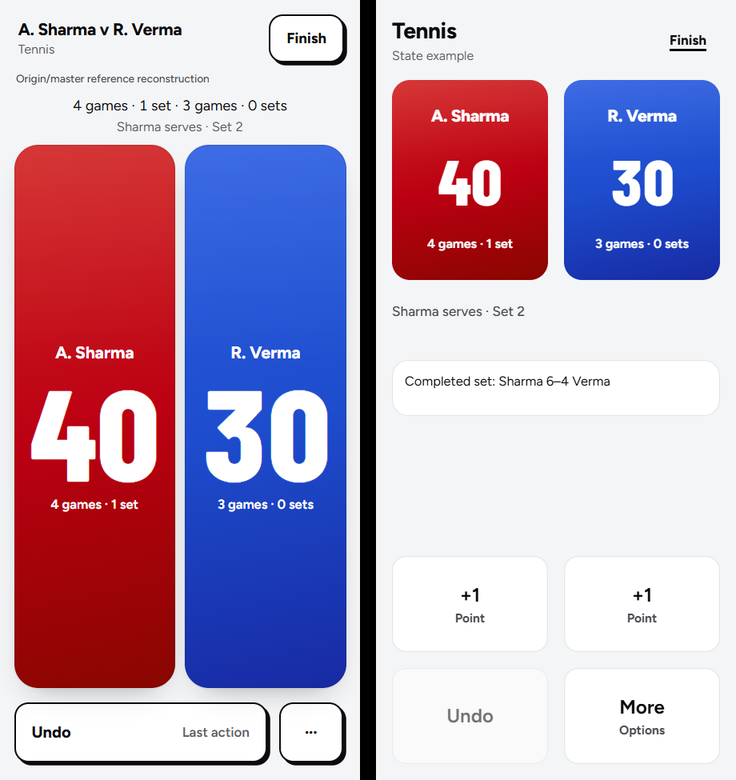 A. Sharma v R. Verma
Tennis
Finish
Origin/master reference reconstruction
4 games · 1 set · 3 games · 0 sets
Sharma serves · Set 2
A. Sharma
40
4 games · 1 set
R. Verma
30
3 games · 0 sets
Undo
Last action
···
Tennis
State example
Finish
A. Sharma
40
4 games · 1 set
R. Verma
30
3 games · 0 sets
Sharma serves · Set 2
Completed set: Sharma 6–4 Verma
+1
Point
+1
Point
Undo
More
Options